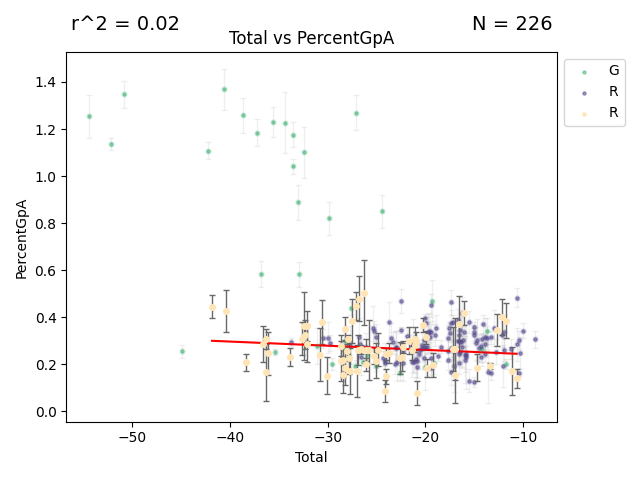 r^2 = 0.02
N = 226
Total vs PercentGpA
G
R
R
1.4
1.2
1.0
0.8
0.6
0.4
0.2
0.0
PercentGpA
−50
−40
−30
−20
−10
Total